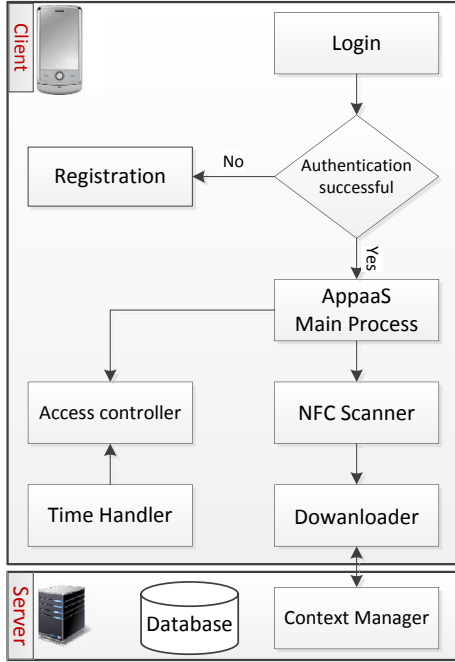 Client
Login
Authentication
successful
No
Registration
Yes
AppaaS
Main Process
Access controller
NFC Scanner
Time Handler
Dowanloader
Server
Database
Context Manager